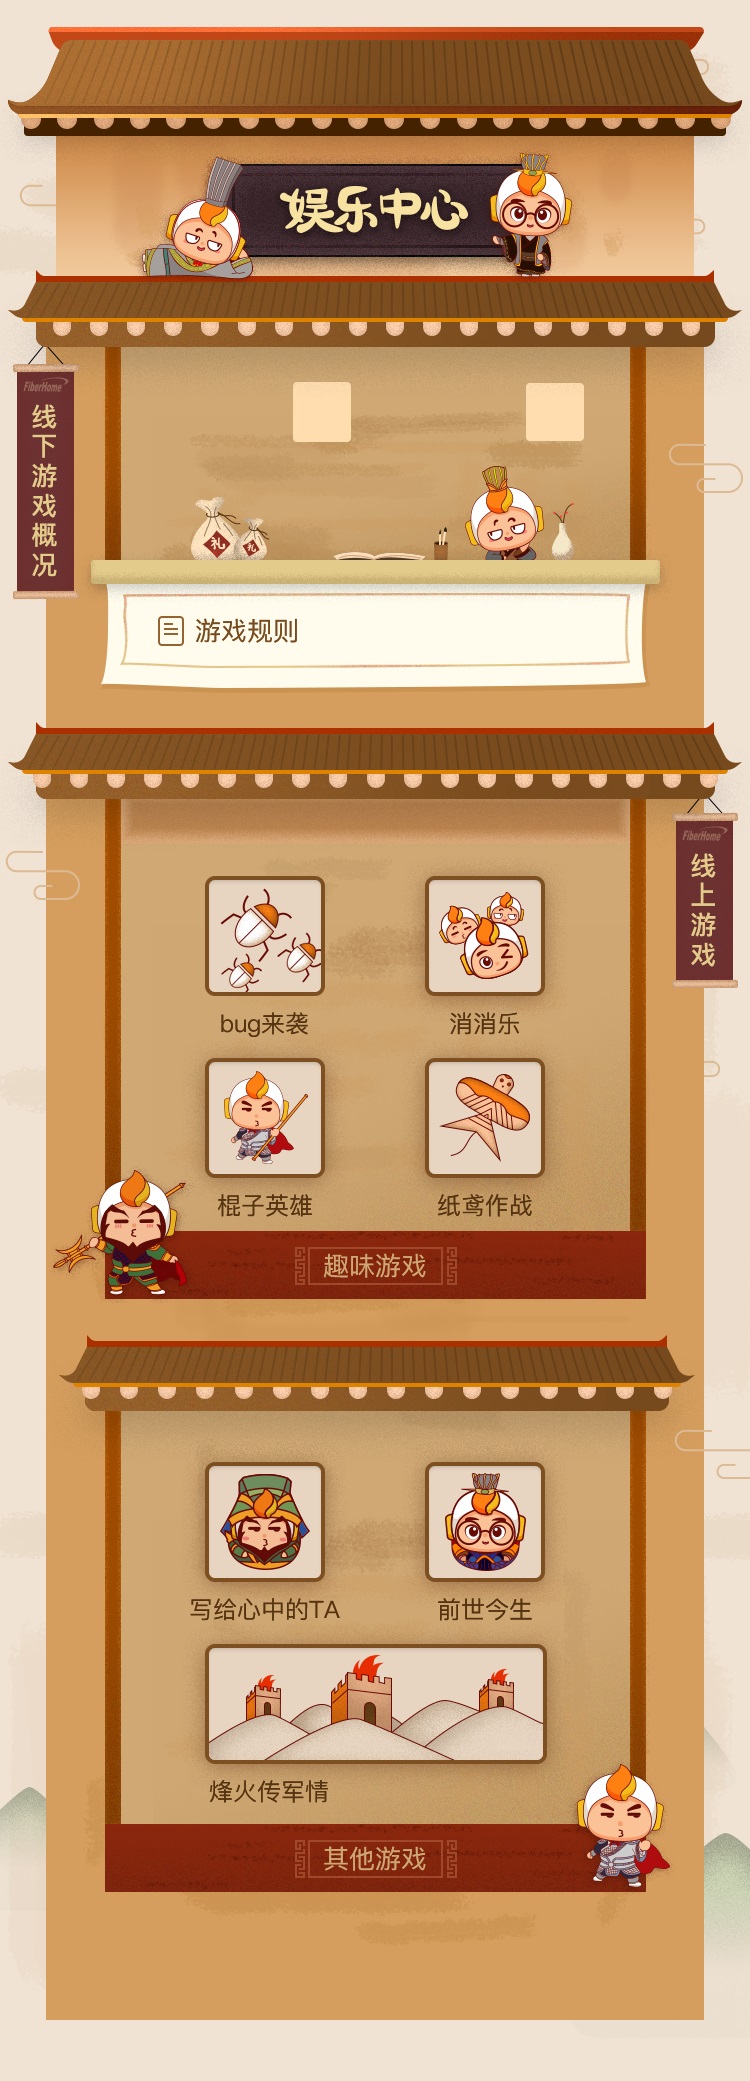 娱乐中心
FiberHome
线下游戏概况
礼
礼
游戏规则
FiberHome
线上游戏
bug来袭
消消乐
棍子英雄
纸鸢作战
趣味游戏
写给心中的TA
前世今生
烽火传军情
其他游戏